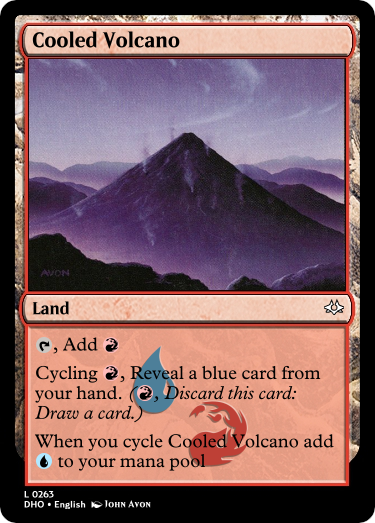 Cooled Volcano
AVON
Land
, Add
Cycling , Reveal a blue card from
your hand. ( , Discard this card:
Draw a card.)
When you cycle Cooled Volcano add
to your mana pool
L 0263
DHO • English John Avon